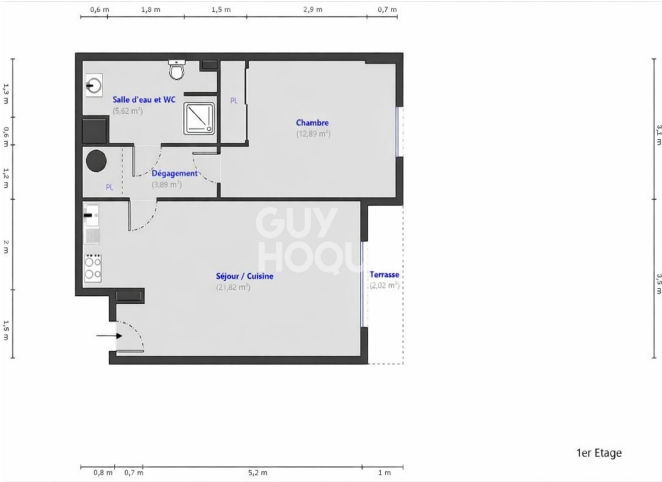 0,6 m 1,8 m 1,5 m 2,9 m 0,7 m
1,3 m
0,6 m
1,2 m
2 m
1,5 m
Salle d'eau et WC
(5,62 m²)
PL
Chambre
(12,89 m²)
3,1 m
Dégagement
(3,89 m²)
PL
GUY
HOQU
Séjour / Cuisine
(21,82 m²)
Terrasse
(2,02 m²)
3,5 m
1er Etage
0,8 m 0,7 m 5,2 m 1 m